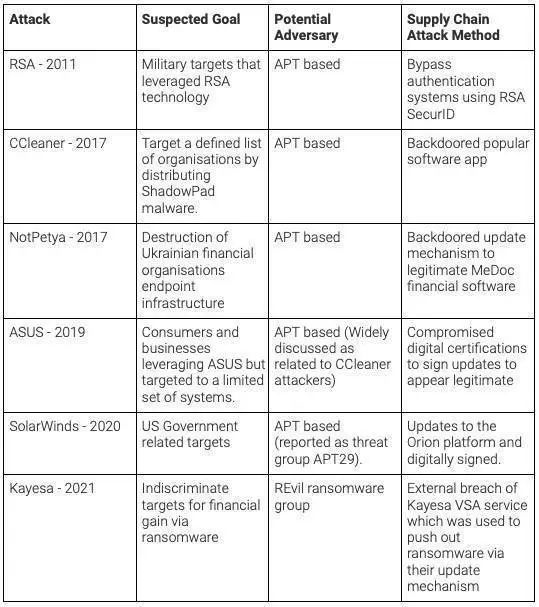 Attack
Suspected Goal
Potential
Adversary
Supply Chain
Attack Method
RSA - 2011
Military targets that
leveraged RSA
technology
APT based
Bypass
authentication
systems using RSA
SecurID
CCleaner - 2017
Target a defined list
of organisations by
distributing
ShadowPad
malware.
APT based
Backdoored popular
software app
NotPetya - 2017
Destruction of
Ukrainian financial
organisations
endpoint
infrastructure
APT based
Backdoored update
mechanism to
legitimate MeDoc
financial software
ASUS - 2019
Consumers and
businesses
leveraging ASUS but
targeted to a limited
set of systems.
APT based (Widely
discussed as
related to CCleaner
attackers)
Compromised
digital certifications
to sign updates to
appear legitimate
SolarWinds - 2020
US Government
related targets
APT based
(reported as threat
group APT29).
Updates to the
Orion platform and
digitally signed.
Kayesa - 2021
Indiscriminate
targets for financial
gain via
ransomware
REvil ransomware
group
External breach of
Kayesa VSA service
which was used to
push out
ransomware via
their update
mechanism